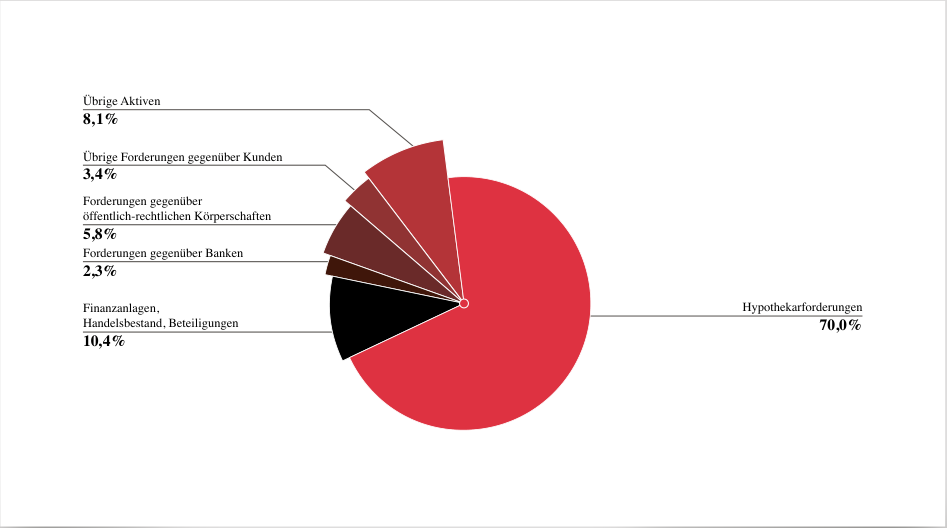 Übrige Aktiven
8,1%
Übrige Forderungen gegenüber Kunden
3,4%
Forderungen gegenüber
öffentlich-rechtlichen Körperschaften
5,8%
Forderungen gegenüber Banken
2,3%
Finanzanlagen,
Handelsbestand, Beteiligungen
10,4%
Hypothekarforderungen
70,0%